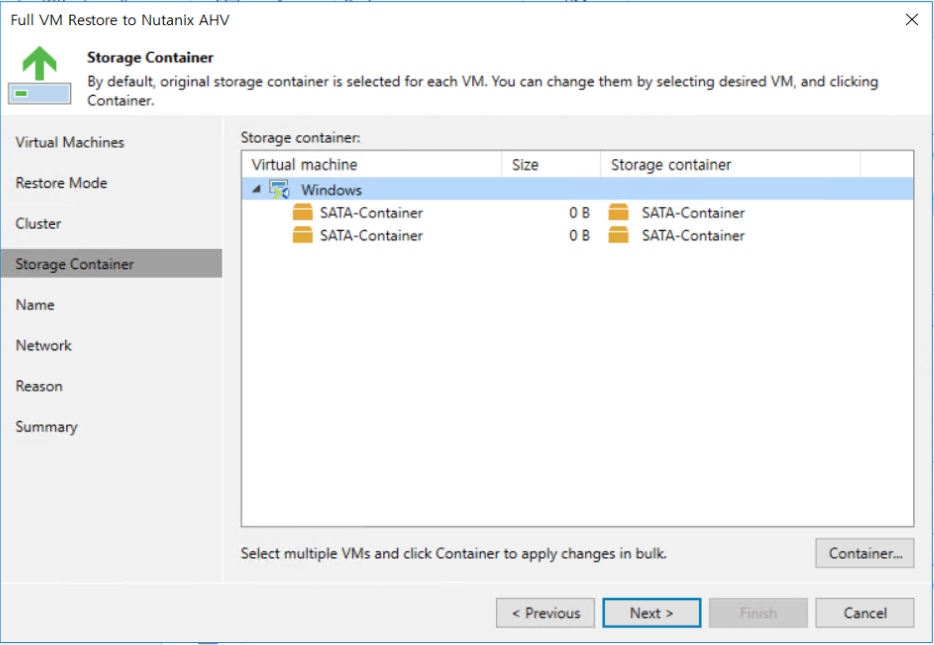 Full VM Restore to Nutanix AHV
Storage Container
By default, original storage container is selected for each VM. You can change them by selecting desired VM, and clicking
Container.
Virtual Machines
Restore Mode
Cluster
Storage Container
Name
Network
Reason
Summary
Storage container:
Virtual machine Size Storage container
Windows
SATA-Container 0 B SATA-Container
SATA-Container 0 B SATA-Container
Select multiple VMs and click Container to apply changes in bulk.
Container...
< Previous Next > Finish Cancel